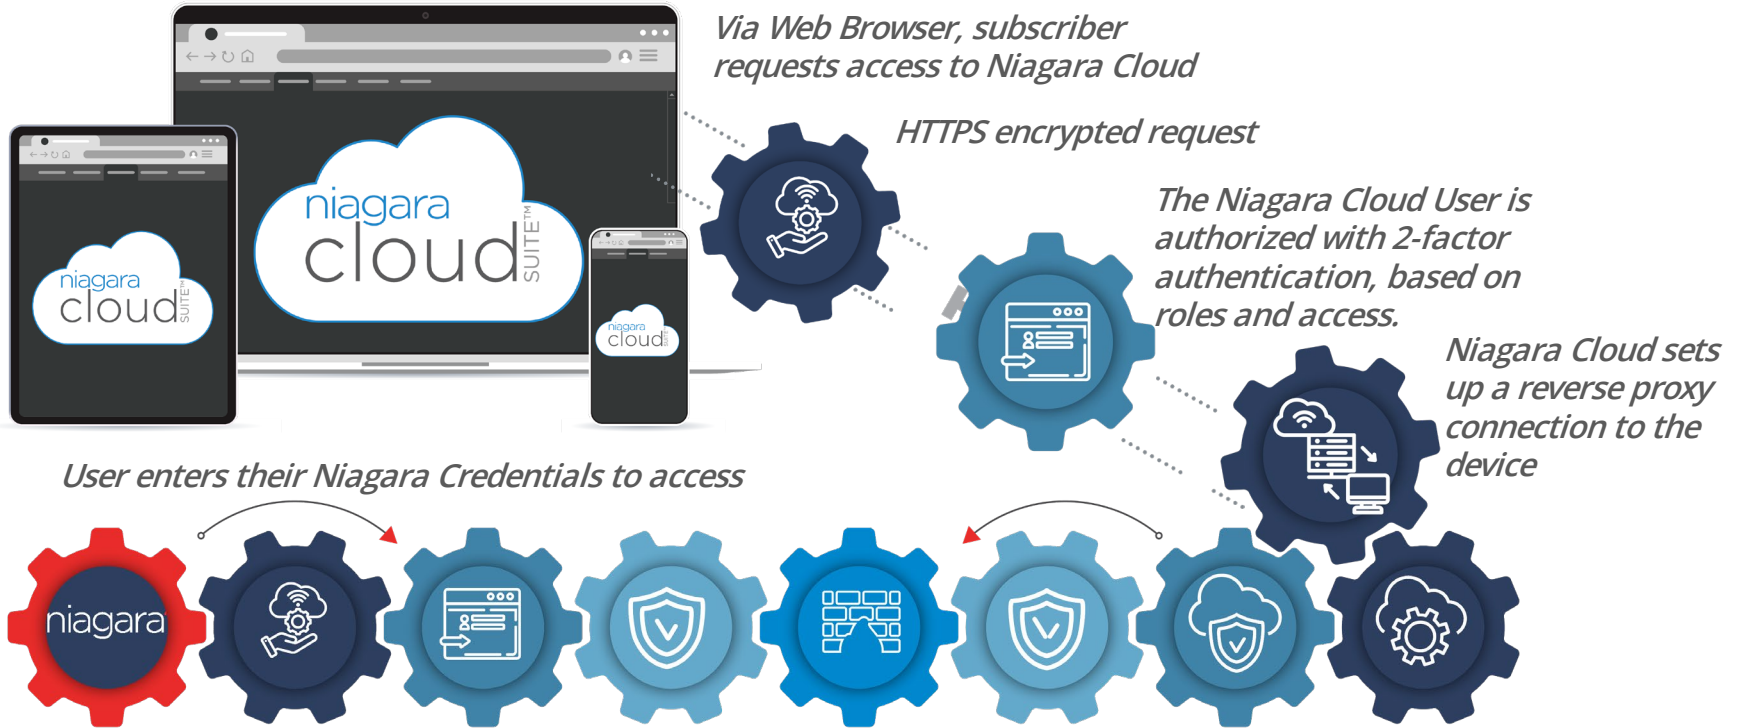 Via Web Browser, subscriber
requests access to Niagara Cloud
HTTPS encrypted request
The Niagara Cloud User is
authorized with 2-factor
authentication, based on
roles and access.
Niagara Cloud sets
up a reverse proxy
connection to the
device
niagara
cloud
SUITE™
niagara
cloud
SUITE™
niagara
cloud
SUITE
User enters their Niagara Credentials to access
niagara